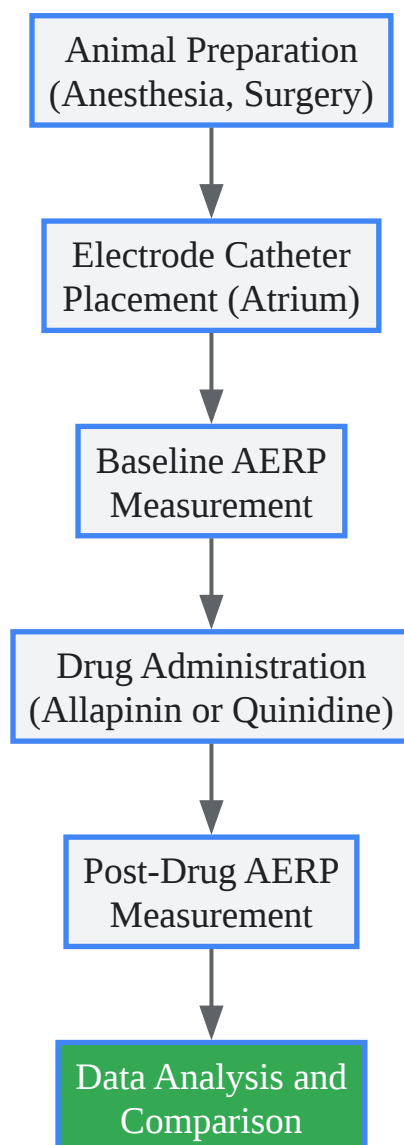 Animal Preparation
(Anesthesia, Surgery)
Electrode Catheter
Placement (Atrium)
Baseline AERP
Measurement
Drug Administration
(Allapinin or Quinidine)
Post-Drug AERP
Measurement
Data Analysis and
Comparison